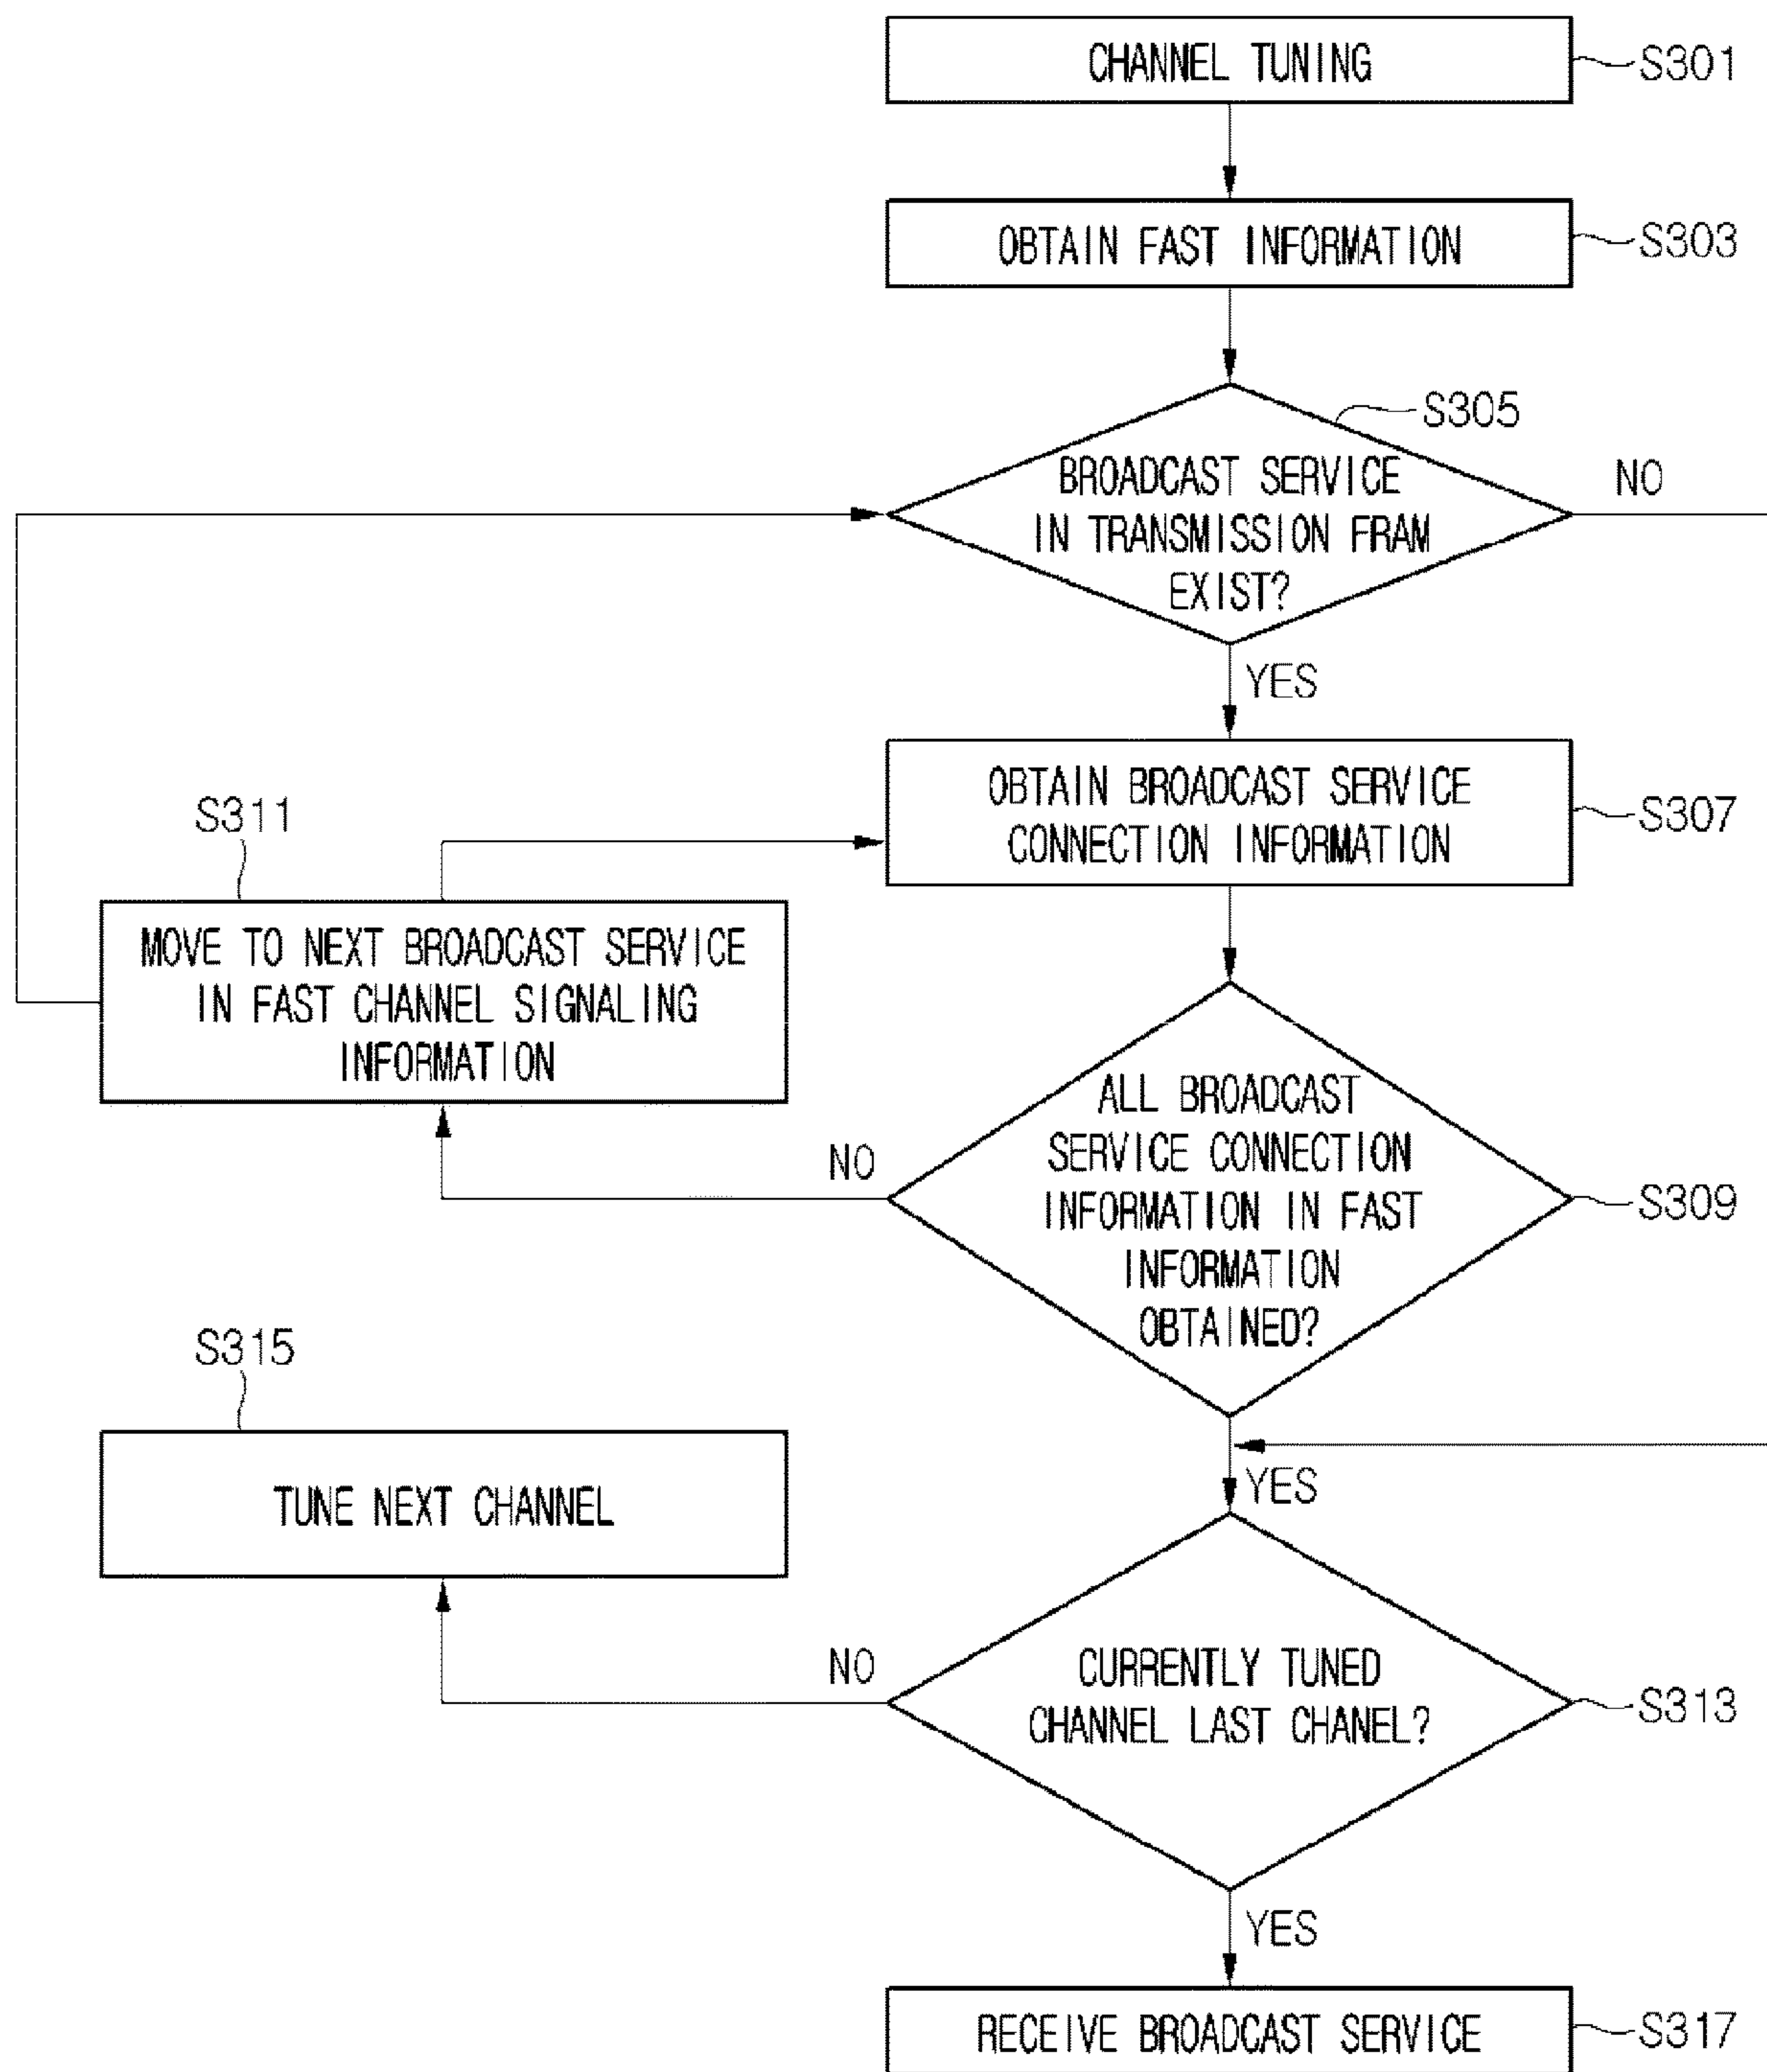 CHANNEL TUNING
S301
OBTAIN FAST INFORMATION
S303
S305
BROADCAST SERVICE
IN TRANSMISSION FRAM
EXIST?
NO
YES
OBTAIN BROADCAST SERVICE
CONNECTION INFORMATION
S307
S311
MOVE TO NEXT BROADCAST SERVICE
IN FAST CHANNEL SIGNALING
INFORMATION
ALL BROADCAST
SERVICE CONNECTION
INFORMATION IN FAST
INFORMATION
OBTAINED?
NO
S309
S315
TUNE NEXT CHANNEL
YES
CURRENTLY TUNED
CHANNEL LAST CHANEL?
NO
S313
YES
RECEIVE BROADCAST SERVICE
S317